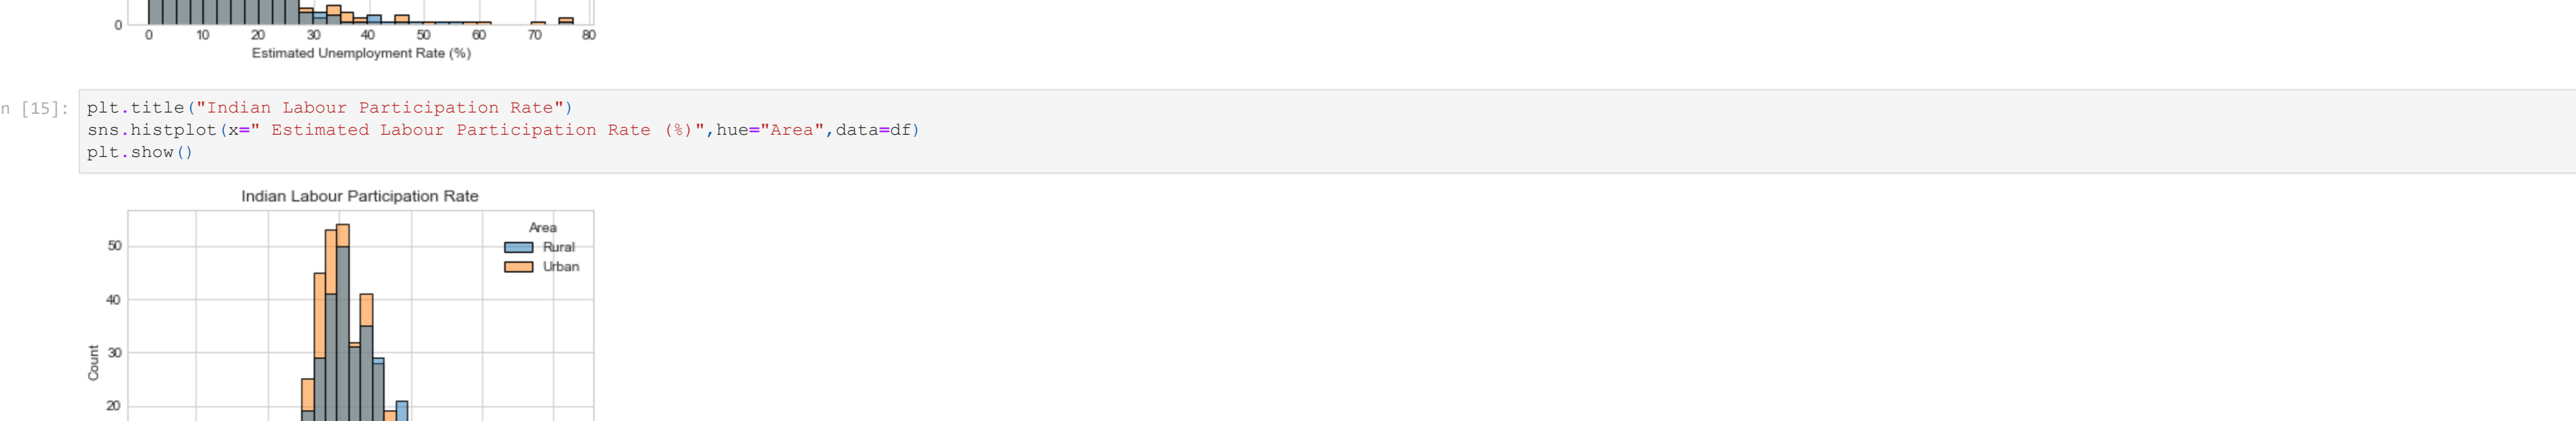 0
0 10 20 30 40 50 60 70 80
Estimated Unemployment Rate (%)
n [15]:
plt.title("Indian Labour Participation Rate")
sns.histplot(x=" Estimated Labour Participation Rate (%)",hue="Area",data=df)
plt.show()
Indian Labour Participation Rate
Area
Rural
Urban
50
40
30
20
Count